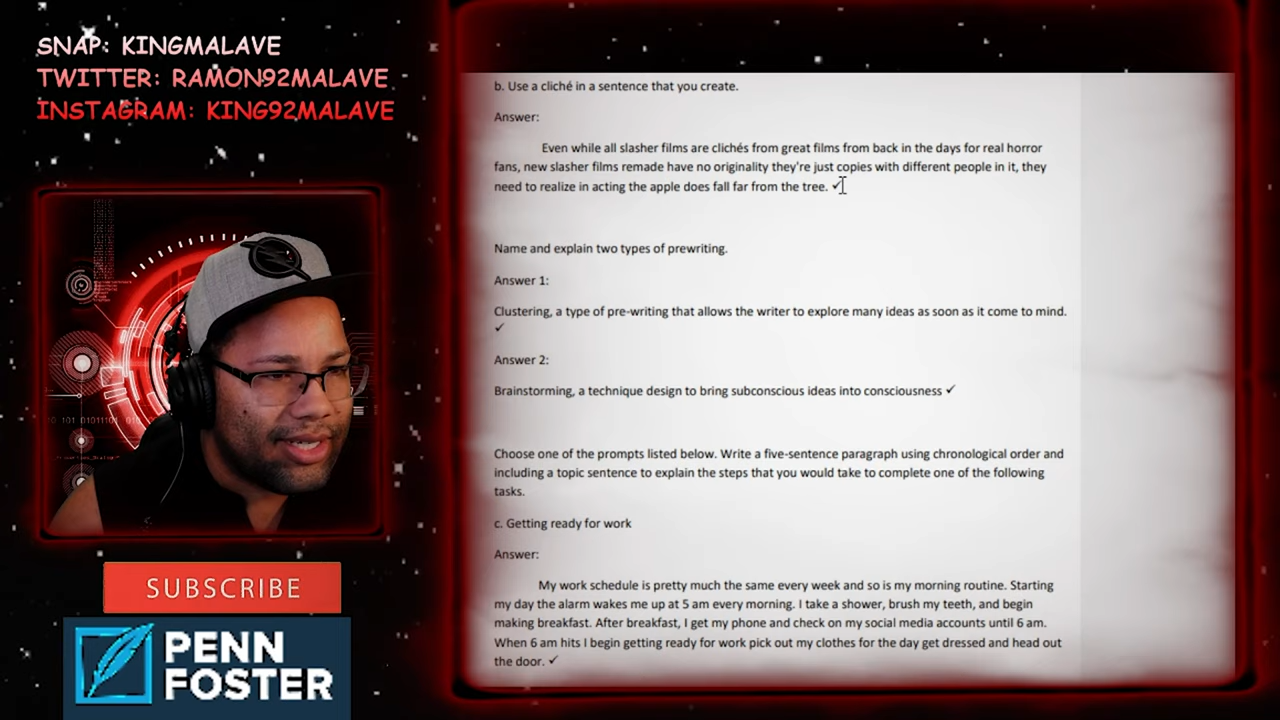 SNAP: KINGMALAVE
TWITTER: RAMON92MALAVE
INSTAGRAM: KING92MALAVE
b. Use a cliché in a sentence that you create.
Answer:
Even while all slasher films are clichés from great films from back in the days for real horror
fans, new slasher films remade have no originality they're just copies with different people in it, they
need to realize in acting the apple does fall far from the tree. ✓
Name and explain two types of prewriting.
Answer 1:
Clustering, a type of pre-writing that allows the writer to explore many ideas as soon as it come to mind.
✓
Answer 2:
Brainstorming, a technique design to bring subconscious ideas into consciousness ✓
Choose one of the prompts listed below. Write a five-sentence paragraph using chronological order and
including a topic sentence to explain the steps that you would take to complete one of the following
tasks.
c. Getting ready for work
Answer:
My work schedule is pretty much the same every week and so is my morning routine. Starting
my day the alarm wakes me up at 5 am every morning. I take a shower, brush my teeth, and begin
making breakfast. After breakfast, I get my phone and check on my social media accounts until 6 am.
When 6 am hits I begin getting ready for work pick out my clothes for the day get dressed and head out
the door. ✓
SUBSCRIBE
PENN
FOSTER